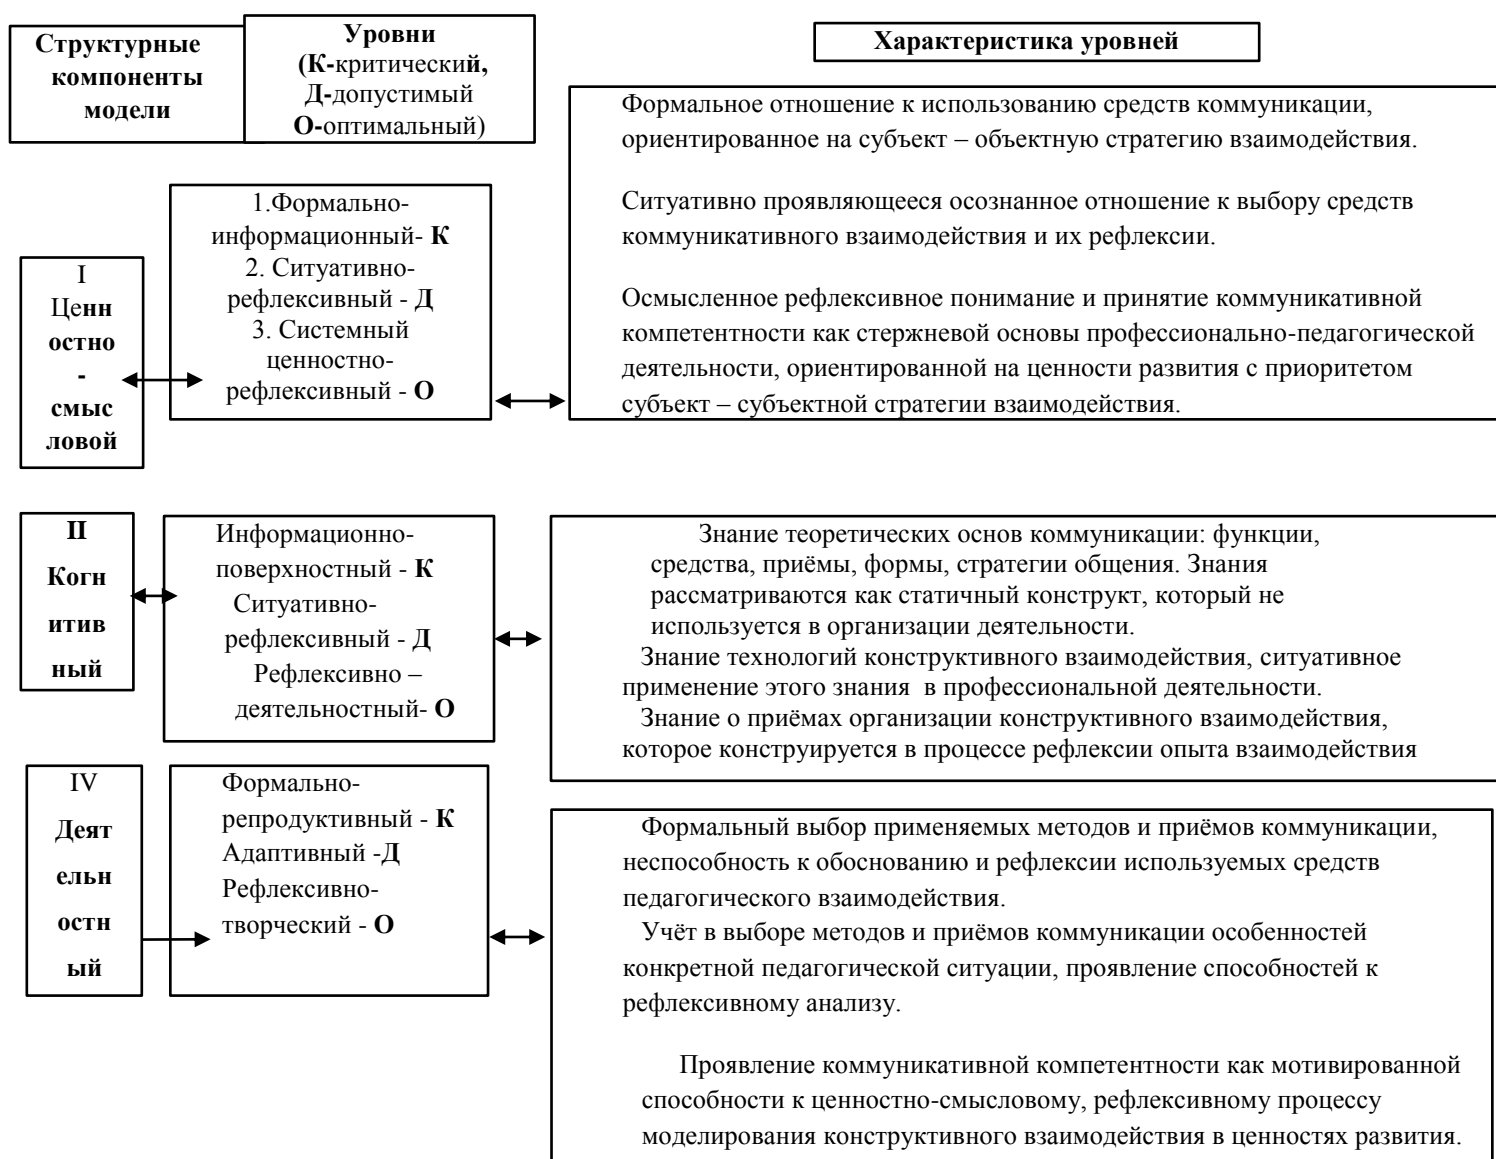 Структурные
компоненты
модели
Уровни
(К-критический,
Д-допустимый
О-оптимальный)
Характеристика уровней
I
Ценн
остно
-
смыс
ловой
1.Формально-
информационный- К
2. Ситуативно-
рефлексивный - Д
3. Системный
ценностно-
рефлексивный - О
Формальное отношение к использованию средств коммуникации,
ориентированное на субъект – объектную стратегию взаимодействия.
Ситуативно проявляющееся осознанное отношение к выбору средств
коммуникативного взаимодействия и их рефлексии.
Осмысленное рефлексивное понимание и принятие коммуникативной
компетентности как стержневой основы профессионально-педагогической
деятельности, ориентированной на ценности развития с приоритетом
субъект – субъектной стратегии взаимодействия.
II
Когн
итив
ный
Информационно-
поверхностный - К
Ситуативно-
рефлексивный - Д
Рефлексивно –
деятельностный- О
Знание теоретических основ коммуникации: функции,
средства, приёмы, формы, стратегии общения. Знания
рассматриваются как статичный конструкт, который не
используется в организации деятельности.
Знание технологий конструктивного взаимодействия, ситуативное
применение этого знания в профессиональной деятельности.
Знание о приёмах организации конструктивного взаимодействия,
которое конструируется в процессе рефлексии опыта взаимодействия
IV
Деят
ельн
остн
ый
Формально-
репродуктивный - К
Адаптивный -Д
Рефлексивно-
творческий - О
Формальный выбор применяемых методов и приёмов коммуникации,
неспособность к обоснованию и рефлексии используемых средств
педагогического взаимодействия.
Учёт в выборе методов и приёмов коммуникации особенностей
конкретной педагогической ситуации, проявление способностей к
рефлексивному анализу.
Проявление коммуникативной компетентности как мотивированной
способности к ценностно-смысловому, рефлексивному процессу
моделирования конструктивного взаимодействия в ценностях развития.